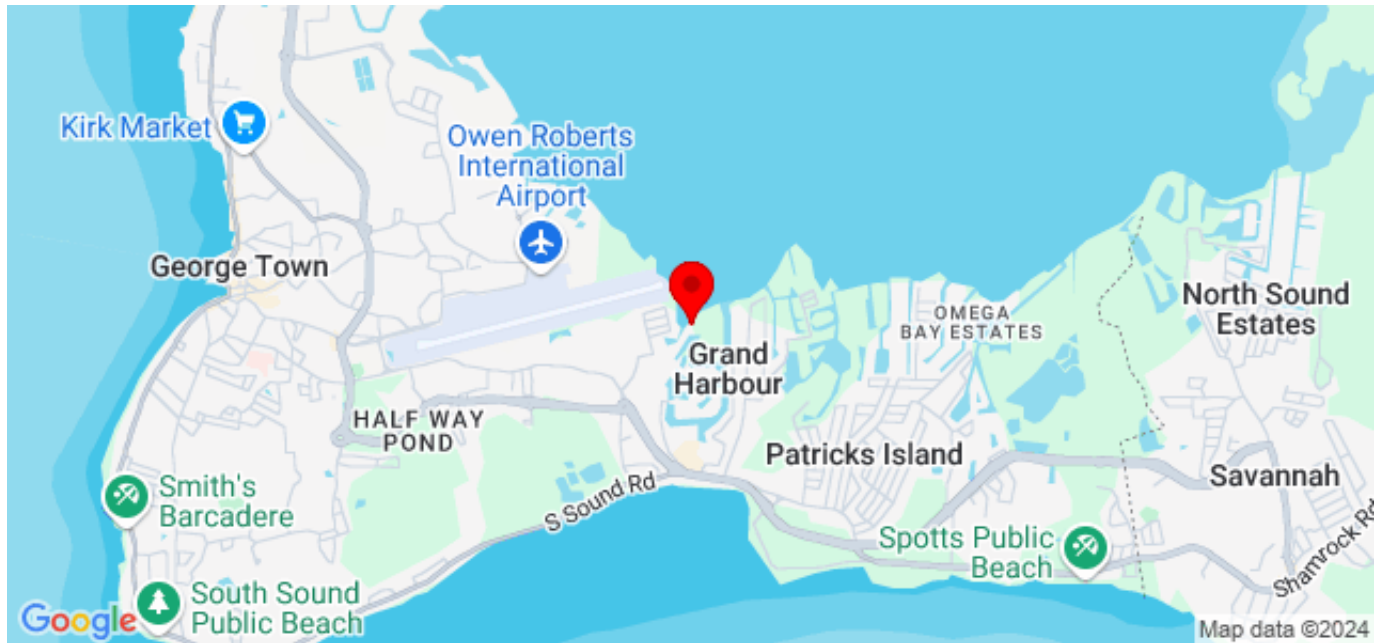 Kirk Market
Owen Roberts
International
Airport
George Town
North Sound
Estates
OMEGA
BAY ESTATES
Grand
Harbour
HALF WAY
POND
Patricks Island
Savannah
Smith's
Barcadere
S Sound Rd
Spotts Public
Beach
Shamrock Rd
South Sound
Public Beach
Google
Map data ©2024